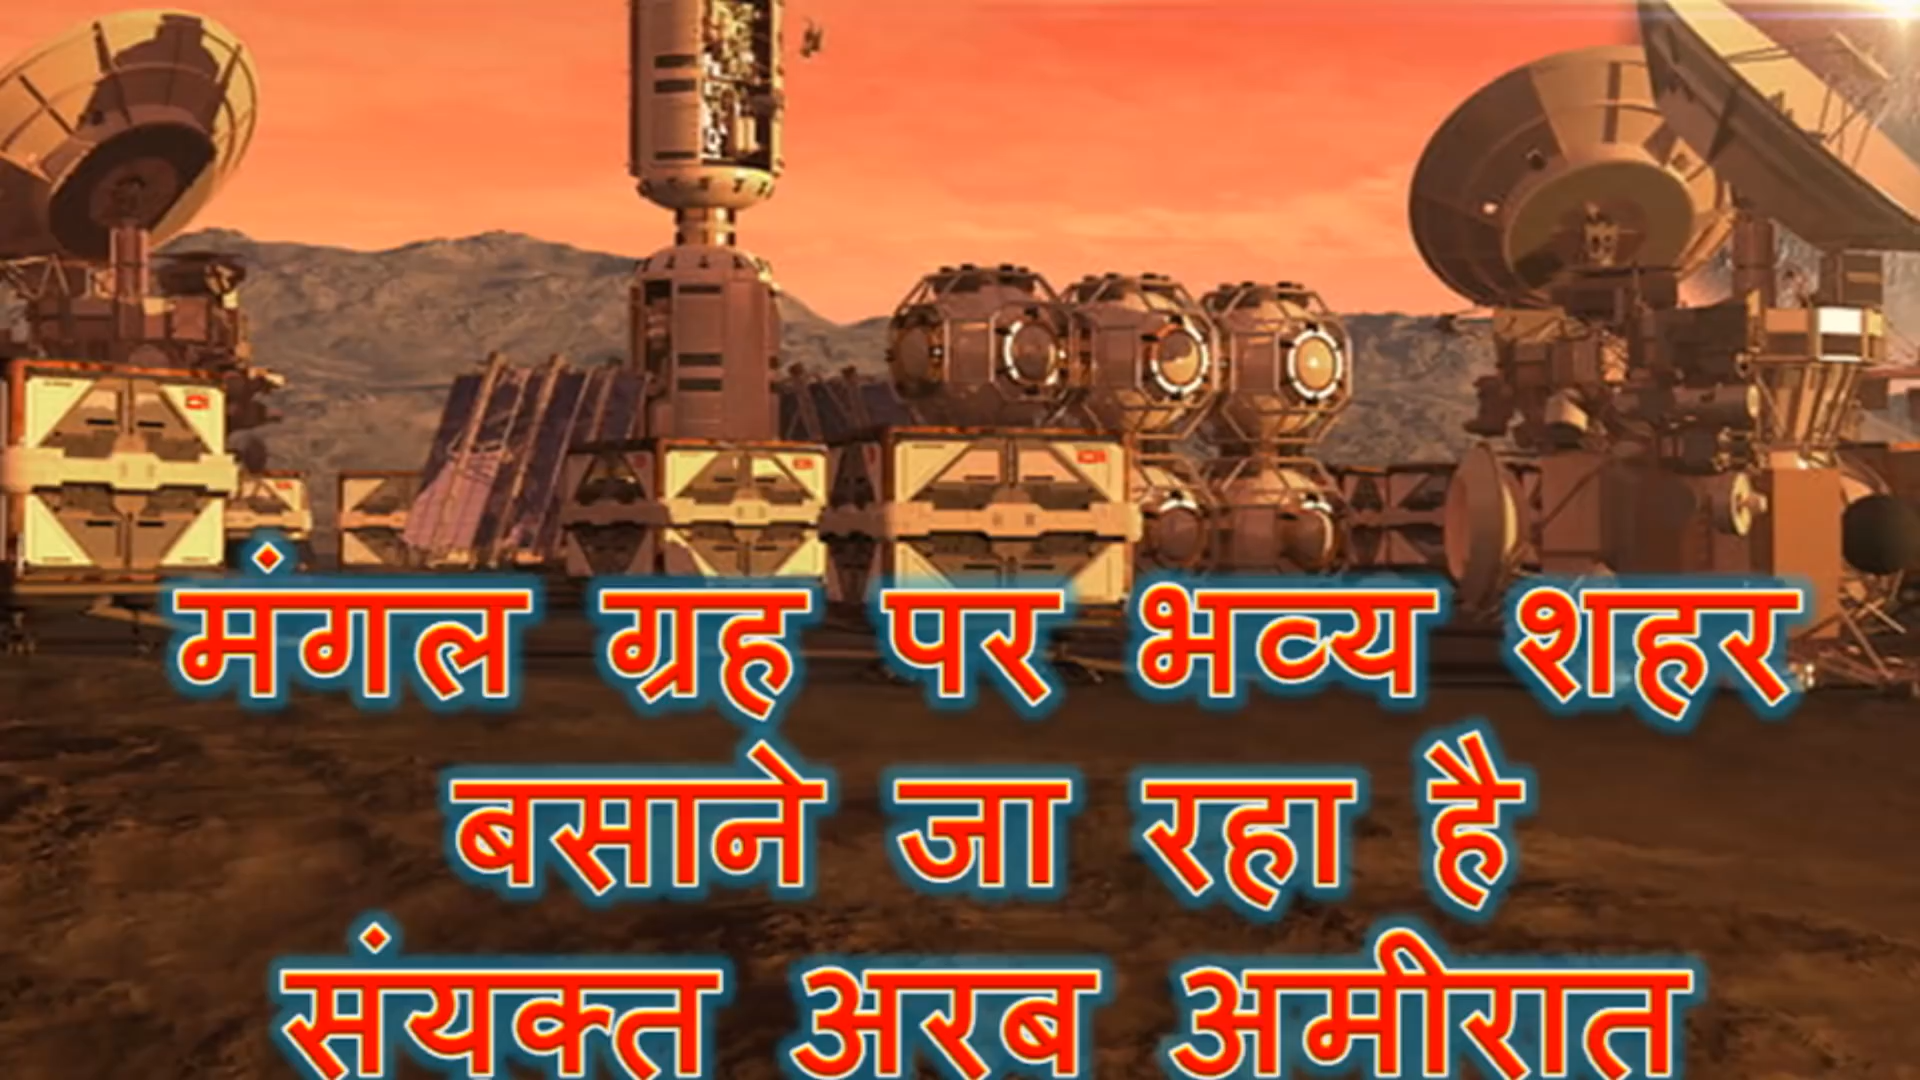 मंगल ग्रह पर भव्य शहर
बसाने जा रहा है
संयक्त अरब अमीरात